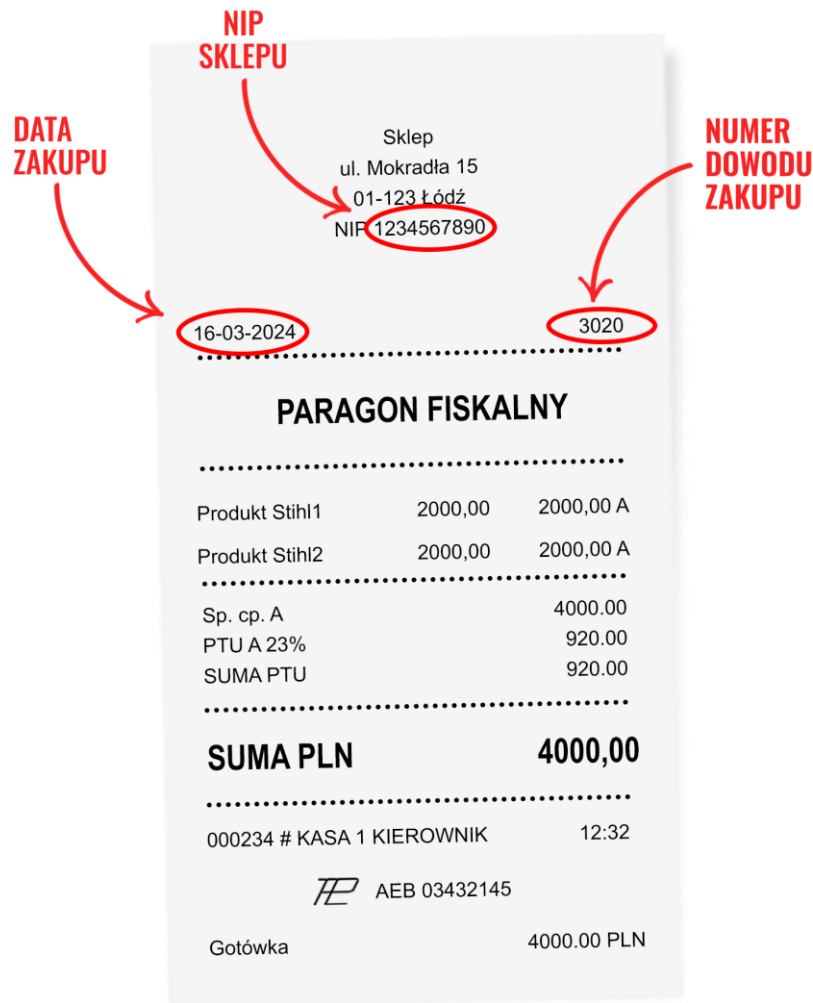 NIP
SKLEPU
DATA
ZAKUPU
NUMER
DOWODU
ZAKUPU
Sklep
ul. Mokradła 15
01-123 Łódź
NIP 1234567890
16-03-2024 3020
PARAGON FISKALNY
Produkt Stihl1 2000,00 2000,00 A
Produkt Stihl2 2000,00 2000,00 A
Sp. cp. A 4000.00
PTU A 23% 920.00
SUMA PTU 920.00
SUMA PLN 4000,00
000234 # KASA 1 KIEROWNIK 12:32
AEB 03432145
Gotówka 4000.00 PLN